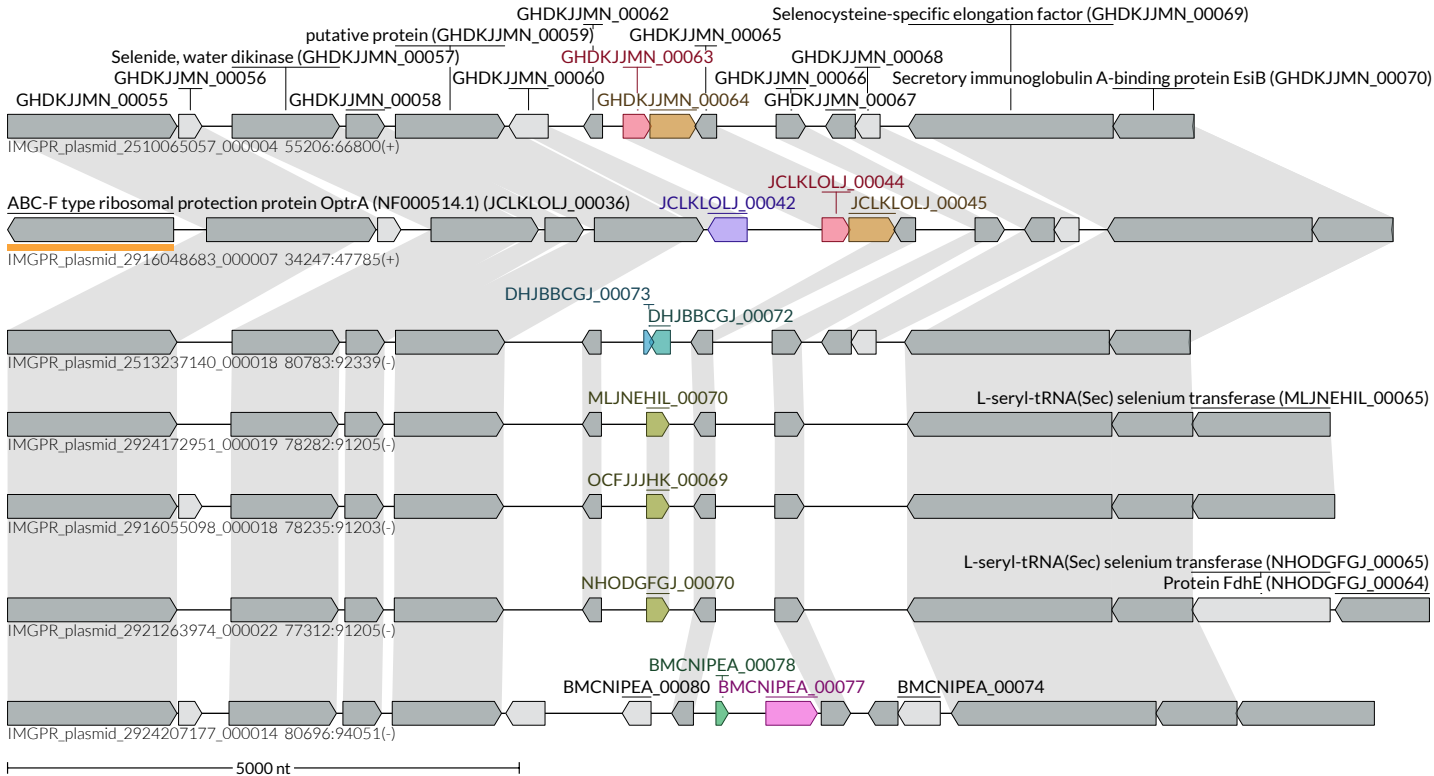 GHDKJJMN_00062
Selenocysteine-specific elongation factor (GHDKJJMN_00069)
putative protein (GHDKJJMN_00059)
GHDKJJMN_00065
Selenide, water dikinase (GHDKJJMN_00057)
GHDKJJMN_00063
GHDKJJMN_00068
GHDKJJMN_00056
GHDKJJMN_00060
GHDKJJMN_00066
Secretory immunoglobulin A-binding protein EsiB (GHDKJJMN_00070)
GHDKJJMN_00055
GHDKJJMN_00058
GHDKJJMN_00064
GHDKJJMN_00067
IMGPR_plasmid_2510065057_000004 55206:66800(+)
JCLKLOLJ_00044
ABC-F type ribosomal protection protein OptrA (NF000514.1) (JCLKLOLJ_00036)
JCLKLOLJ_00042
JCLKLOLJ_00045
IMGPR_plasmid_2916048683_000007 34247:47785(+)
DHJBBCGJ_00073
DHJBBCGJ_00072
IMGPR_plasmid_2513237140_000018 80783:92339(-)
MLJNEHIL_00070
L-seryl-tRNA(Sec) selenium transferase (MLJNEHIL_00065)
IMGPR_plasmid_2924172951_000019 78282:91205(-)
OCFJJJHK_00069
IMGPR_plasmid_2916055098_000018 78235:91203(-)
L-seryl-tRNA(Sec) selenium transferase (NHODGFGJ_00065)
NHODGFGJ_00070
Protein FdhE (NHODGFGJ_00064)
IMGPR_plasmid_2921263974_000022 77312:91205(-)
BMCNIPEA_00078
BMCNIPEA_00080
BMCNIPEA_00077
BMCNIPEA_00074
IMGPR_plasmid_2924207177_000014 80696:94051(-)
5000 nt